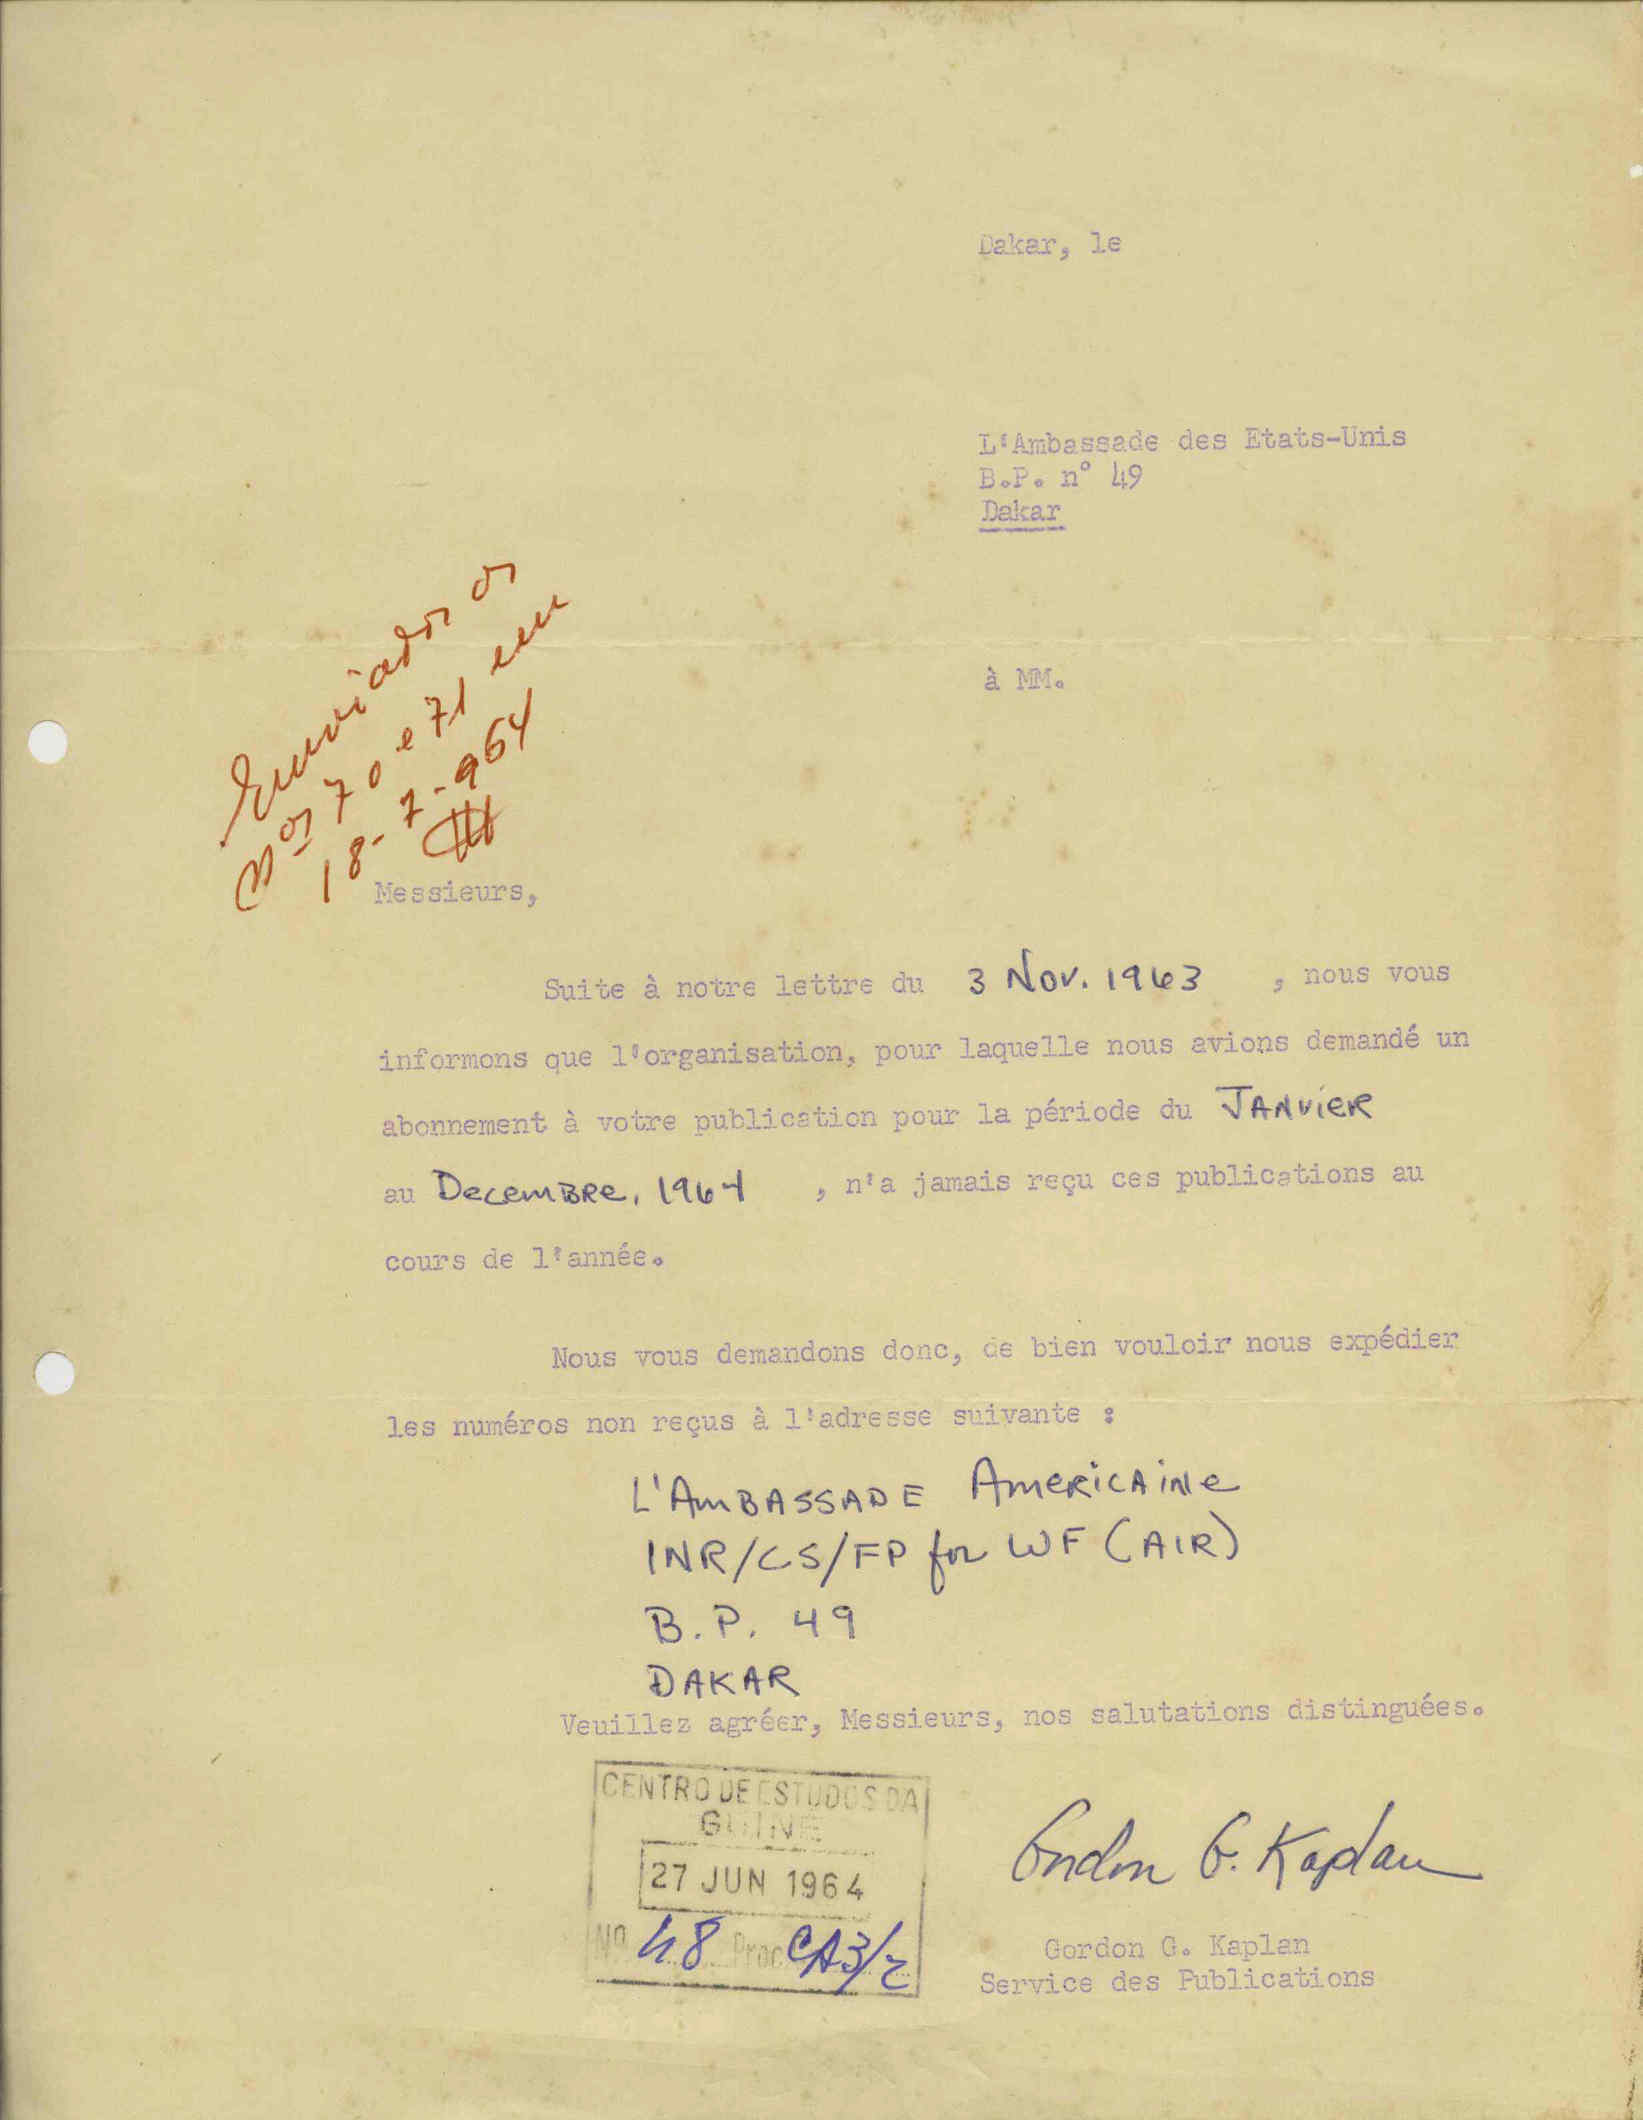 Dakar, le
L'Ambassade des Etats-Unis
B.P. n° 49
Dakar
à MM.
Enviados os
Nos 70 e 71 em
18-7-964
Messieurs,
Suite à notre lettre du 3 Nov. 1963 , nous vous
informons que l'organisation, pour laquelle nous avions demandé un
abonnement à votre publication pour la période du JANVIER
au DECEMBRE, 1964 , n'a jamais reçu ces publications au
cours de l'année.
Nous vous demandons donc, de bien vouloir nous expédier
les numéros non reçus à l'adresse suivante :
L'AMBASSADE AMERICAINE
INR/CS/FP for WF (AIR)
B.P. 49
DAKAR
Veuillez agréer, Messieurs, nos salutations distinguées.
CENTRO DE ESTUDOS DA
GUINÉ
27 JUN 1964
Nº 48 Proc CA3/2
Gordon G. Kaplan
Gordon G. Kaplan
Service des Publications